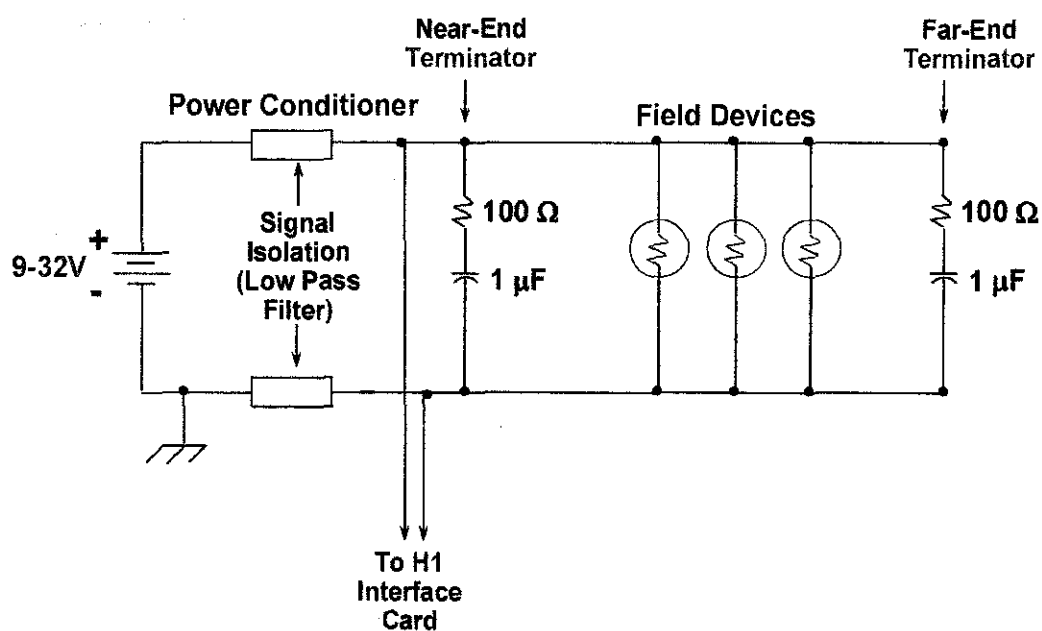 Near-End
Terminator
Far-End
Terminator
Power Conditioner
Field Devices
100 Ω
100 Ω
Signal
Isolation
(Low Pass
Filter)
+
9-32V
-
1 μF
1 μF
To H1
Interface
Card